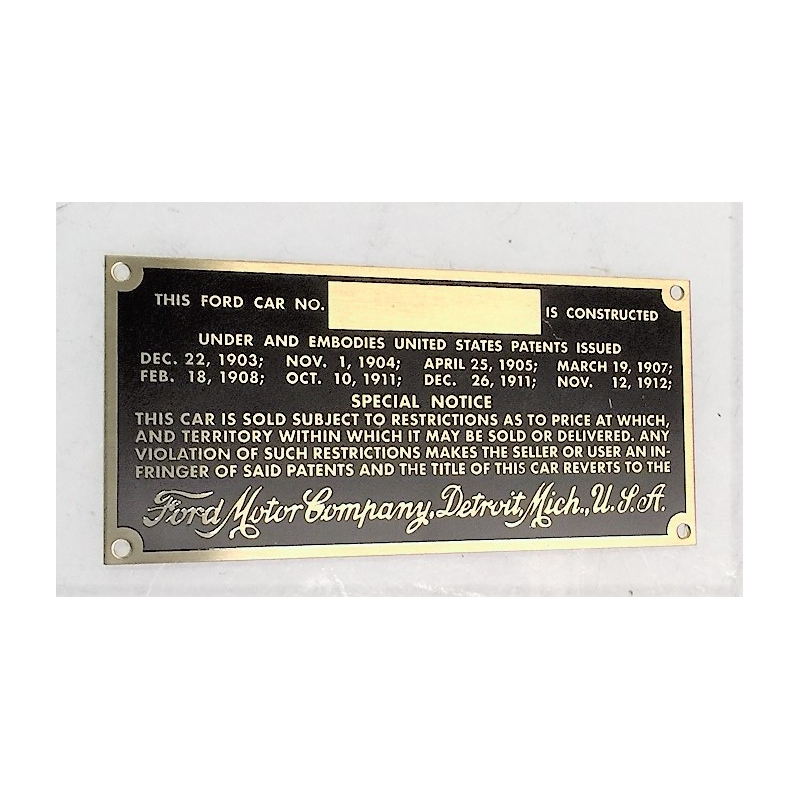 THIS FORD CAR NO. IS CONSTRUCTED
UNDER AND EMBODIES UNITED STATES PATENTS ISSUED
DEC. 22, 1903; NOV. 1, 1904; APRIL 25, 1905; MARCH 19, 1907;
FEB. 18, 1908; OCT. 10, 1911; DEC. 26, 1911; NOV. 12, 1912;
SPECIAL NOTICE
THIS CAR IS SOLD SUBJECT TO RESTRICTIONS AS TO PRICE AT WHICH,
AND TERRITORY WITHIN WHICH IT MAY BE SOLD OR DELIVERED. ANY
VIOLATION OF SUCH RESTRICTIONS MAKES THE SELLER OR USER AN IN-
FRINGER OF SAID PATENTS AND THE TITLE OF THIS CAR REVERTS TO THE
Ford Motor Company, Detroit, Mich., U.S.A.